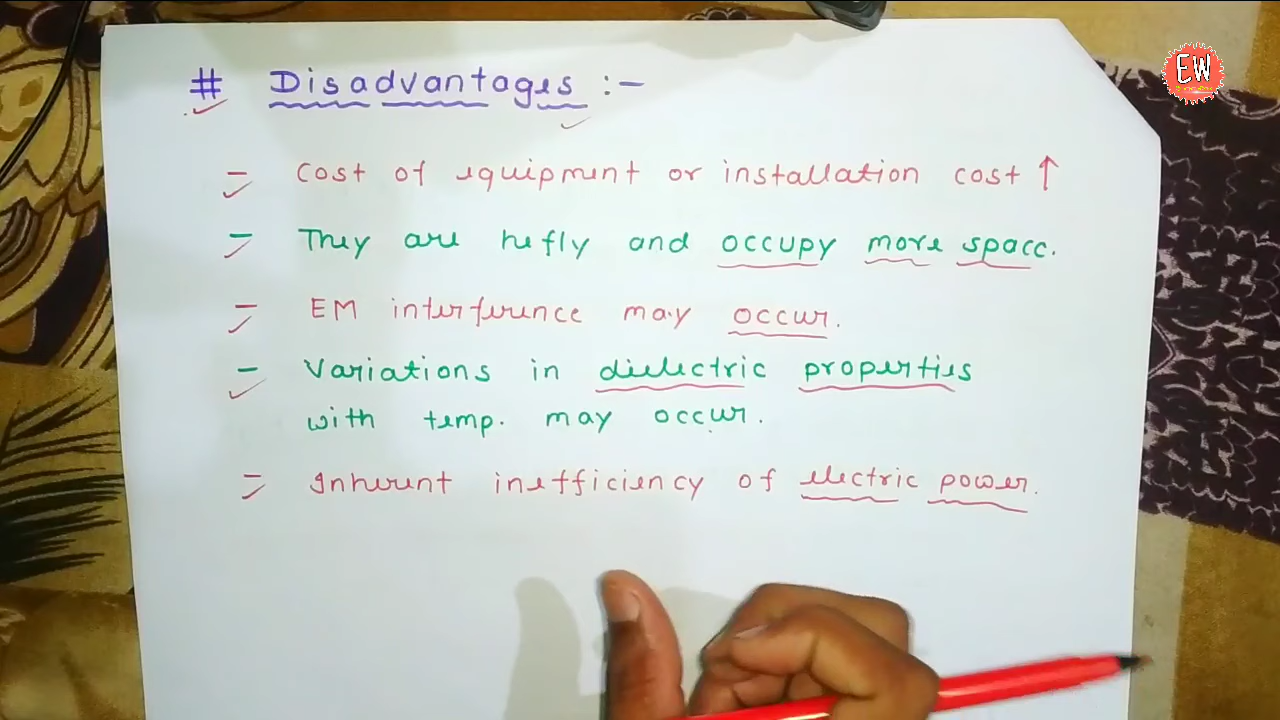 # Disadvantages :-
EW
- Cost of equipment or installation cost ↑
- They are hefly and occupy more space.
- EM interference may occur.
- Variations in dielectric properties
with temp. may occur.
- Inherent inefficiency of electric power.